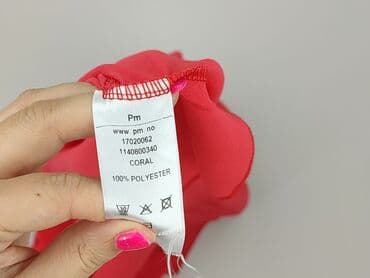 Pm
www.pm.no
17020062
1140800340
CORAL
100% POLYESTER